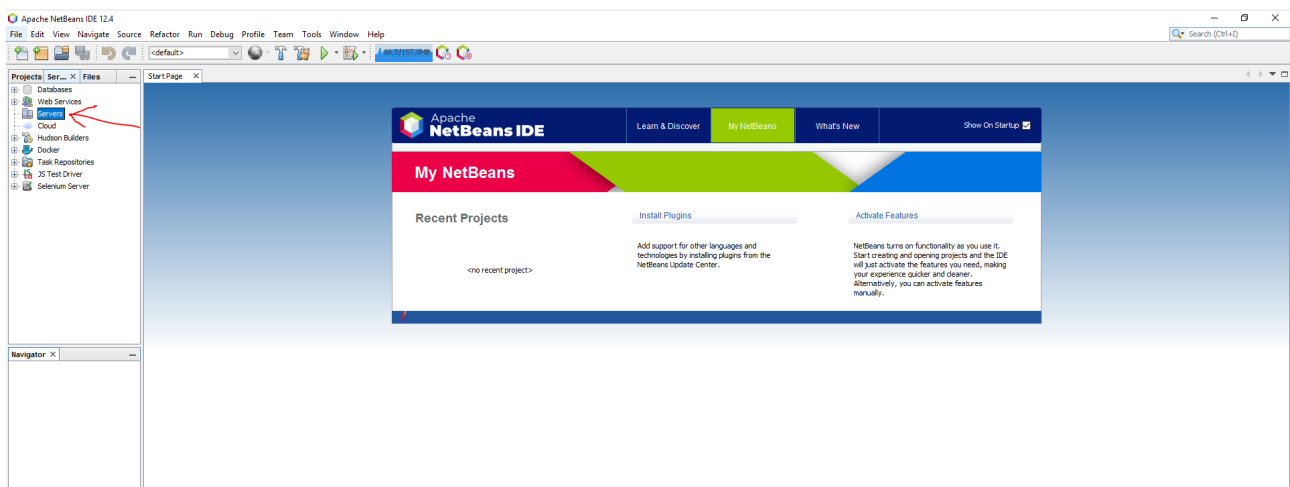 Apache NetBeans IDE 12.4
File Edit View Navigate Source Refactor Run Debug Profile Team Tools Window Help
Search (Ctrl+I)
<default>
86,5/157,0MB
Projects Ser... Files
Start Page
Databases
Web Services
Servers
Cloud
Hudson Builders
Docker
Task Repositories
JS Test Driver
Selenium Server
Apache
NetBeans IDE
Learn & Discover
My NetBeans
What's New
Show On Startup
My NetBeans
Recent Projects
<no recent project>
Install Plugins
Add support for other languages and
technologies by installing plugins from the
NetBeans Update Center.
Activate Features
NetBeans turns on functionality as you use it.
Start creating and opening projects and the IDE
will just activate the features you need, making
your experience quicker and cleaner.
Alternatively, you can activate features
manually.
Navigator